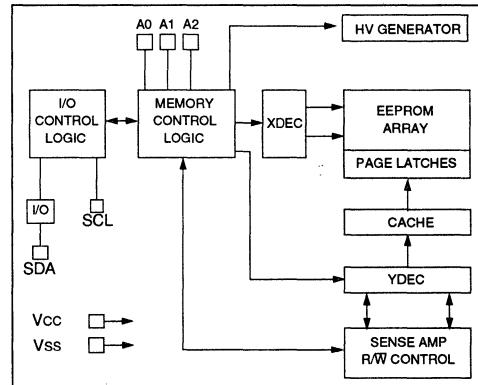 A0 A1 A2
HV GENERATOR
I/O
CONTROL
LOGIC
MEMORY
CONTROL
LOGIC
XDEC
EEPROM
ARRAY
PAGE LATCHES
I/O
SCL
SDA
CACHE
YDEC
VCC
VSS
SENSE AMP
R/W̅ CONTROL